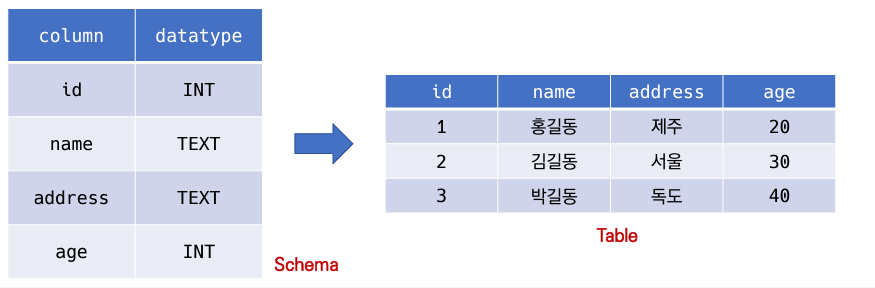 column datatype
id INT
name TEXT
address TEXT
age INT
Schema
id name address age
1 홍길동 제주 20
2 김길동 서울 30
3 박길동 독도 40
Table